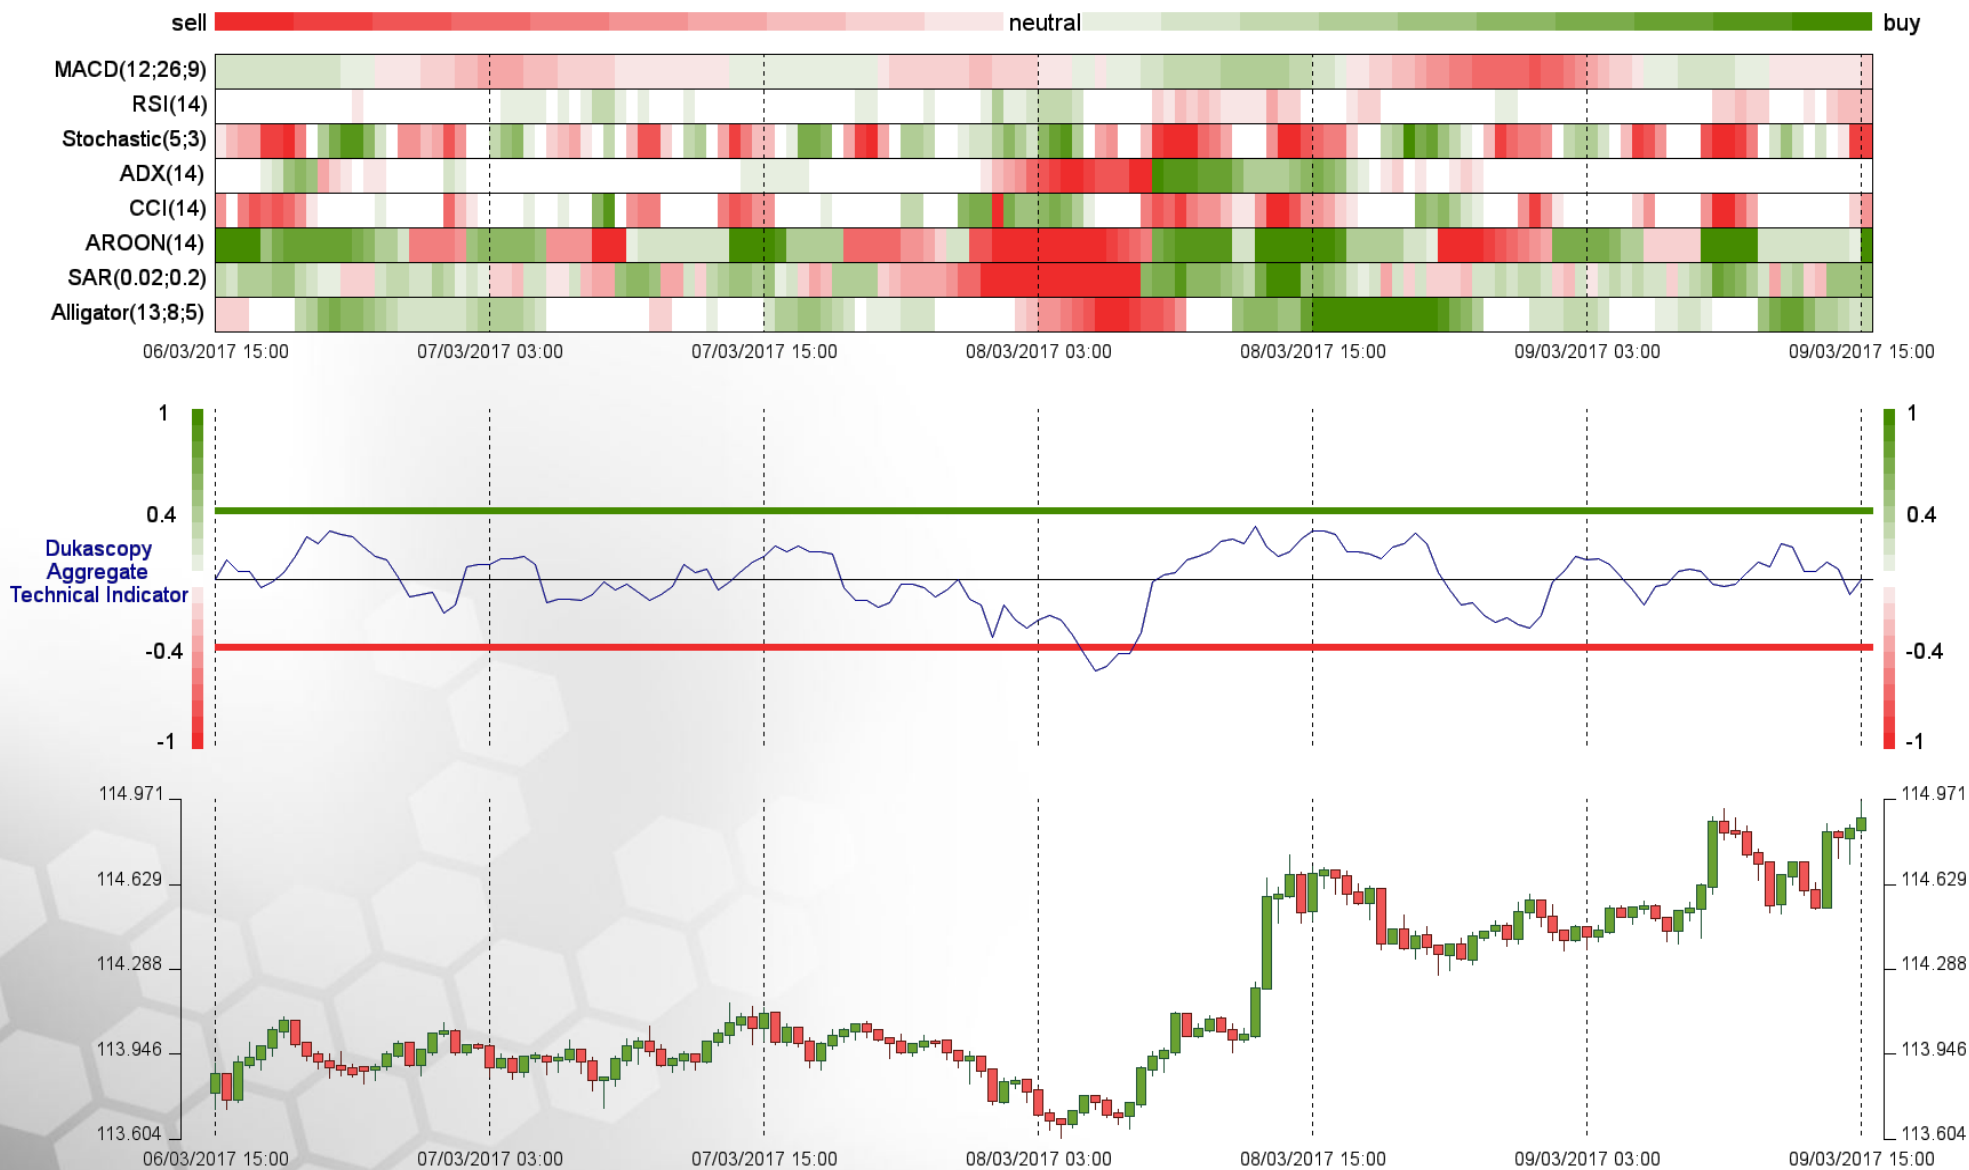 sell neutral buy
MACD(12;26;9)
RSI(14)
Stochastic(5;3)
ADX(14)
CCI(14)
AROON(14)
SAR(0.02;0.2)
Alligator(13;8;5)
06/03/2017 15:00 07/03/2017 03:00 07/03/2017 15:00 08/03/2017 03:00 08/03/2017 15:00 09/03/2017 03:00 09/03/2017 15:00
1 1
0.4 0.4
Dukascopy
Aggregate
Technical Indicator
-0.4 -0.4
-1 -1
114.971 114.971
114.629 114.629
114.288 114.288
113.946 113.946
113.604 113.604
06/03/2017 15:00 07/03/2017 03:00 07/03/2017 15:00 08/03/2017 03:00 08/03/2017 15:00 09/03/2017 03:00 09/03/2017 15:00